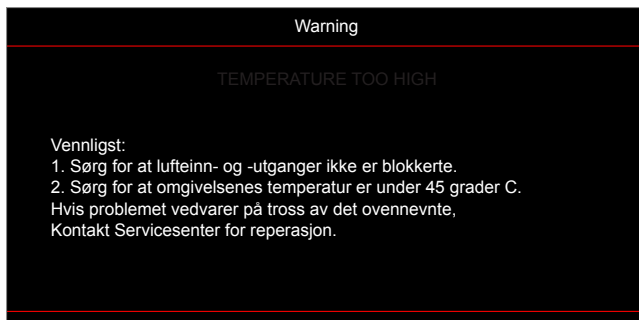 Warning
TEMPERATURE TOO HIGH
Vennligst:
1. Sørg for at lufteinn- og -utganger ikke er blokkerte.
2. Sørg for at omgivelsenes temperatur er under 45 grader C.
Hvis problemet vedvarer på tross av det ovennevnte,
Kontakt Servicesenter for reperasjon.